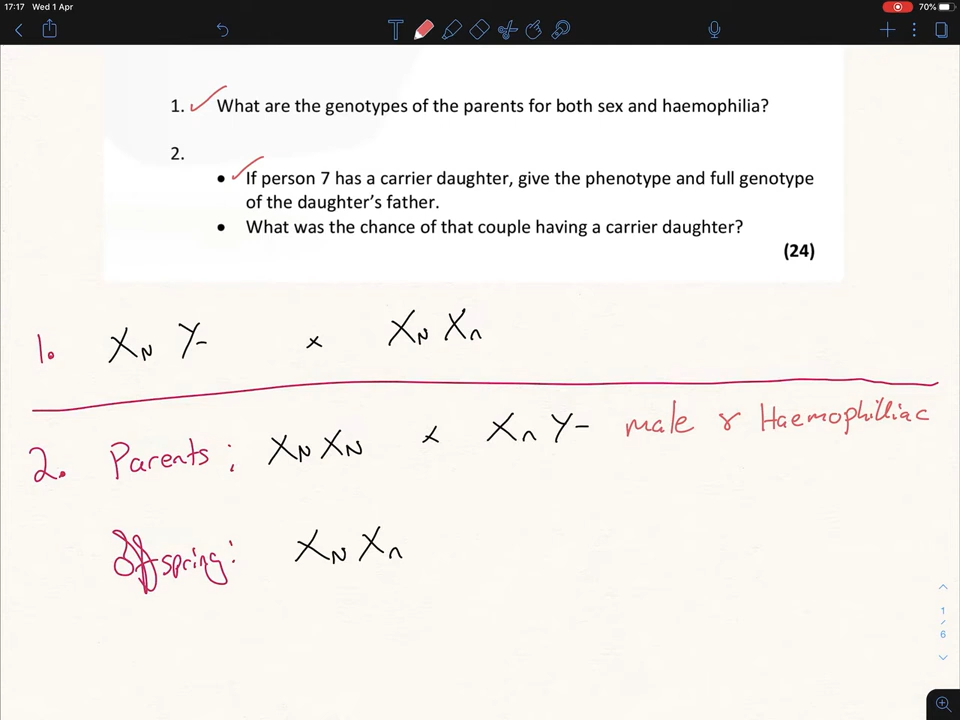 17:17 Wed 1 Apr
70%
1. What are the genotypes of the parents for both sex and haemophilia?
2.
• If person 7 has a carrier daughter, give the phenotype and full genotype
of the daughter's father.
• What was the chance of that couple having a carrier daughter?
(24)
1. XN Y- x XN Xn
2. Parents; XN XN x Xn Y- male & Haemophilliac
Offspring: XN Xn
1
/
6